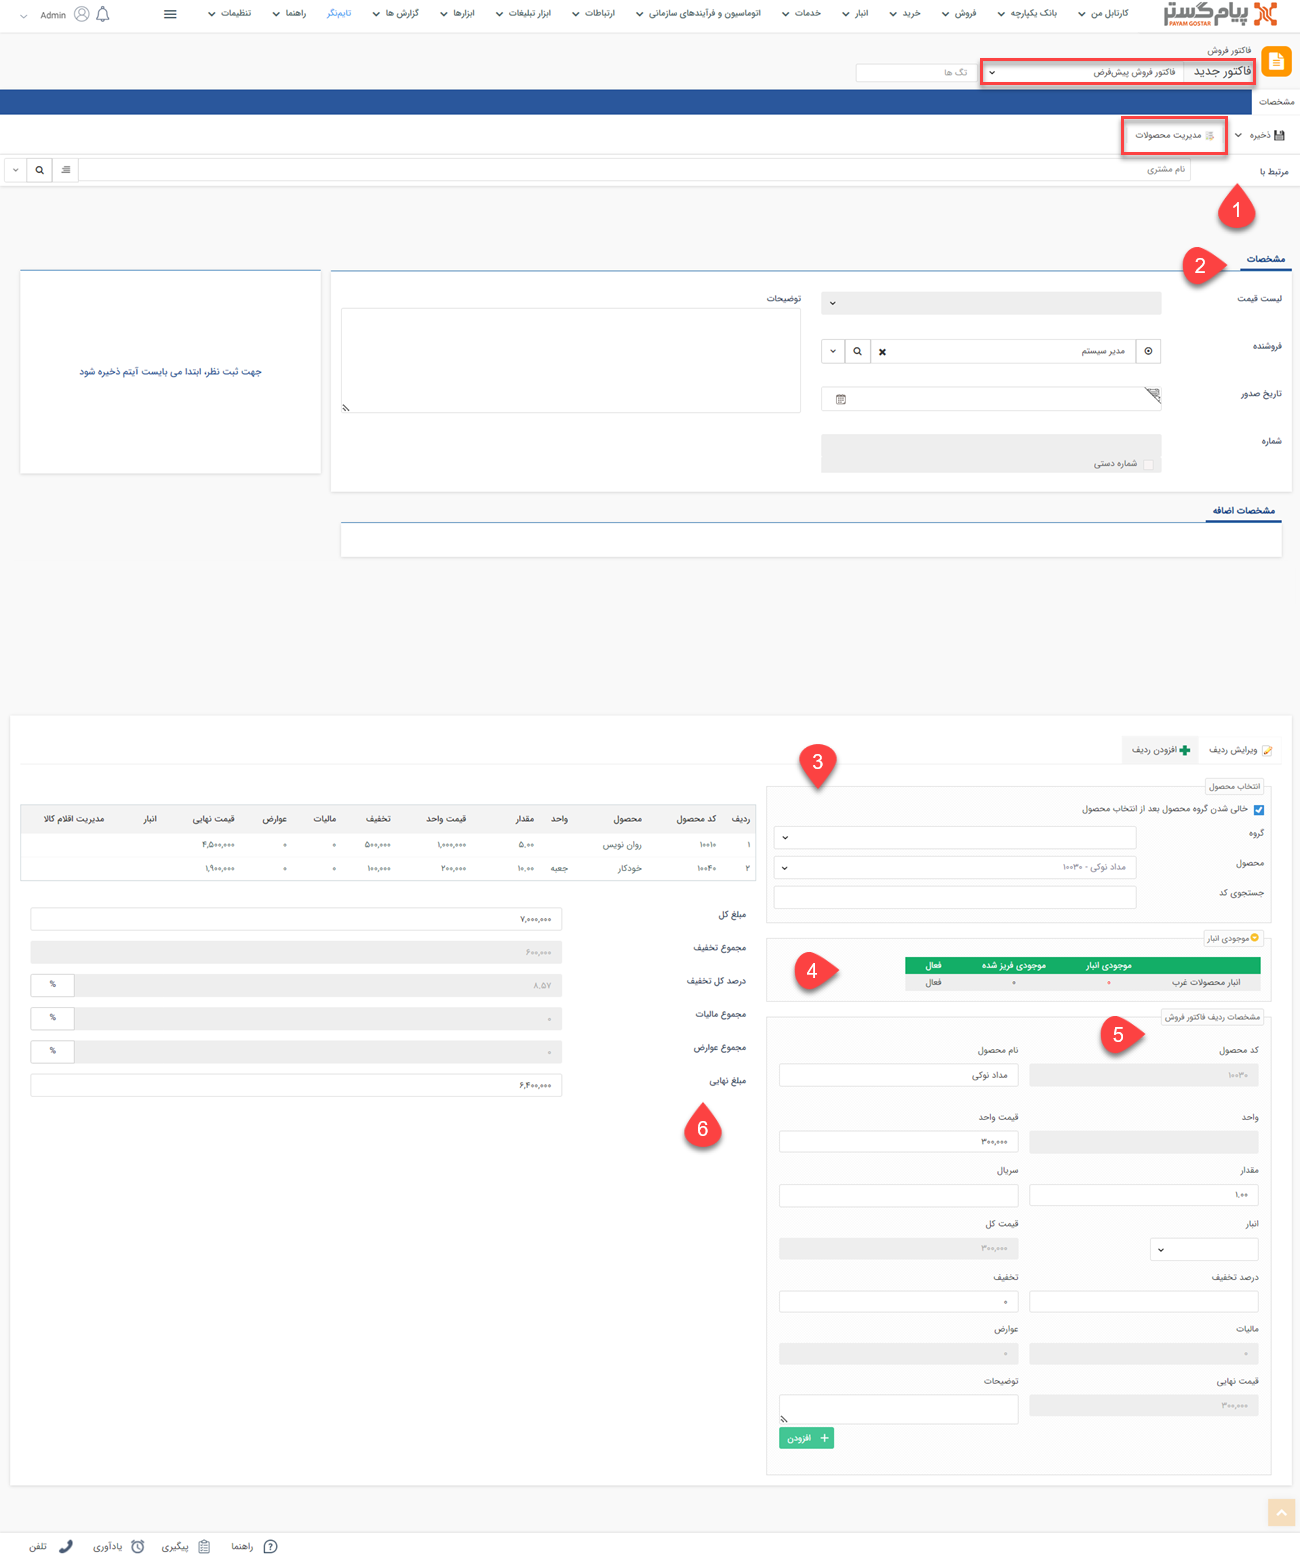 پیام گستر
PAYAM GOSTAR
کارتابل من
بانک یکپارچه
فروش
خرید
انبار
خدمات
اتوماسیون و فرآیندهای سازمانی
ارتباطات
ابزار تبلیغات
ابزارها
گزارش ها
تایم‌نگر
راهنما
تنظیمات
Admin
فاکتور فروش
فاکتور جدید
فاکتور فروش پیش‌فرض
تگ ها
مشخصات
ذخیره
مدیریت محصولات
مرتبط با
نام مشتری
1
2
مشخصات
لیست قیمت
توضیحات
فروشنده
مدیر سیستم
جهت ثبت نظر، ابتدا می بایست آیتم ذخیره شود
تاریخ صدور
شماره
شماره دستی
مشخصات اضافه
ویرایش ردیف
افزودن ردیف
3
انتخاب محصول
خالی شدن گروه محصول بعد از انتخاب محصول
گروه
محصول
مداد نوکی - ۱۰۰۳۰
جستجوی کد
موجودی انبار
4
موجودی انبار موجودی فریز شده فعال
انبار محصولات غرب ۰ ۰ فعال
مشخصات ردیف فاکتور فروش
5
کد محصول
نام محصول
۱۰۰۳۰
مداد نوکی
واحد
قیمت واحد
۳۰۰,۰۰۰
مقدار
سریال
۱.۰۰
انبار
قیمت کل
۳۰۰,۰۰۰
درصد تخفیف
تخفیف
۰
مالیات
عوارض
۰
۰
قیمت نهایی
توضیحات
۳۰۰,۰۰۰
افزودن
ردیف کد محصول محصول واحد مقدار قیمت واحد تخفیف مالیات عوارض قیمت نهایی انبار مدیریت اقلام کالا
۱ ۱۰۰۱۰ روان نویس ۵.۰۰ ۱,۰۰۰,۰۰۰ ۵۰۰,۰۰۰ ۰ ۰ ۴,۵۰۰,۰۰۰
۲ ۱۰۰۴۰ خودکار جعبه ۱۰.۰۰ ۲۰۰,۰۰۰ ۱۰۰,۰۰۰ ۰ ۰ ۱,۹۰۰,۰۰۰
مبلغ کل
۷,۰۰۰,۰۰۰
مجموع تخفیف
۶۰۰,۰۰۰
درصد کل تخفیف
۸.۵۷
%
مجموع مالیات
۰
%
مجموع عوارض
۰
%
مبلغ نهایی
۶,۴۰۰,۰۰۰
6
راهنما
پیگیری
یادآوری
تلفن